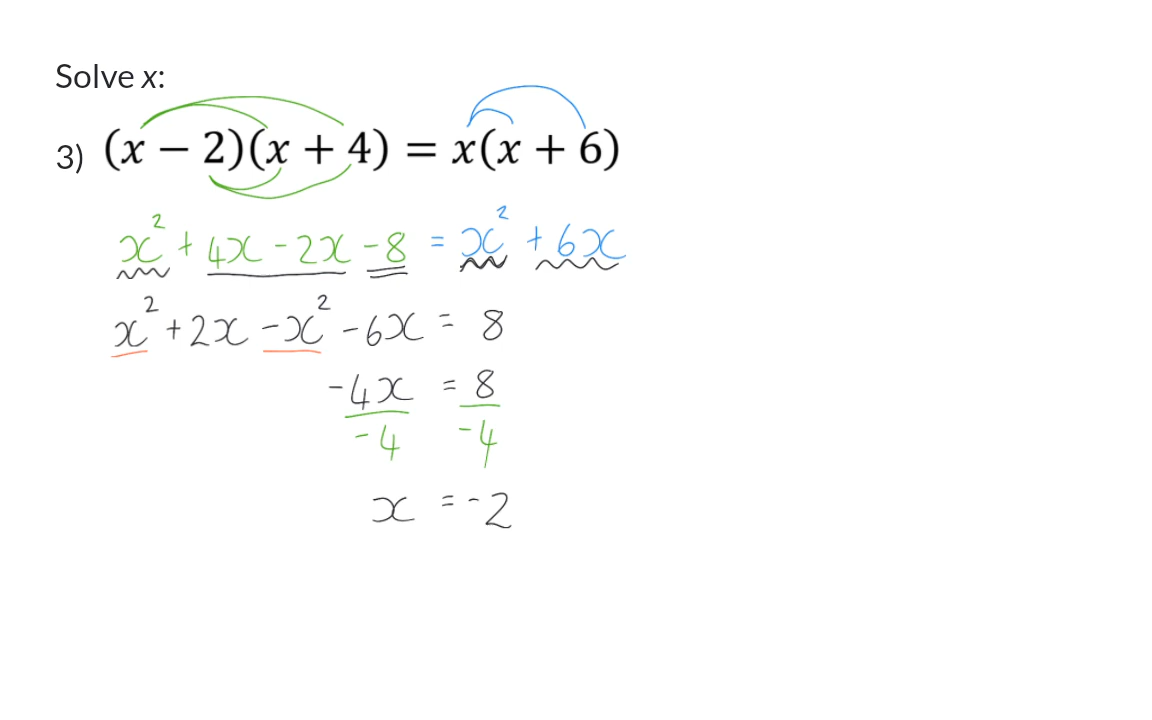 Solve x:
3) (x − 2)(x + 4) = x(x + 6)
x² + 4x - 2x - 8 = x² + 6x
x² + 2x - x² - 6x = 8
-4x = 8
-4 -4
x = -2